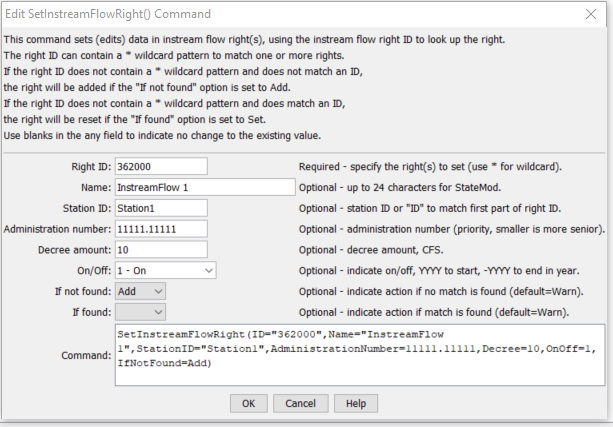 Edit SetInstreamFlowRight() Command
This command sets (edits) data in instream flow right(s), using the instream flow right ID to look up the right.
The right ID can contain a * wildcard pattern to match one or more rights.
If the right ID does not contain a * wildcard pattern and does not match an ID,
the right will be added if the "If not found" option is set to Add.
If the right ID does not contain a * wildcard pattern and does match an ID,
the right will be reset if the "If found" option is set to Set.
Use blanks in the any field to indicate no change to the existing value.
Right ID: 362000 Required - specify the right(s) to set (use * for wildcard).
Name: InstreamFlow 1 Optional - up to 24 characters for StateMod.
Station ID: Station1 Optional - station ID or "ID" to match first part of right ID.
Administration number: 11111.11111 Optional - administration number (priority, smaller is more senior).
Decree amount: 10 Optional - decree amount, CFS.
On/Off: 1 - On Optional - indicate on/off, YYYY to start, -YYYY to end in year.
If not found: Add Optional - indicate action if no match is found (default=Warn).
If found: Optional - indicate action if match is found (default=Warn).
Command: SetInstreamFlowRight(ID="362000",Name="InstreamFlow
1",StationID="Station1",AdministrationNumber=11111.11111,Decree=10,OnOff=1,
IfNotFound=Add)
OK Cancel Help